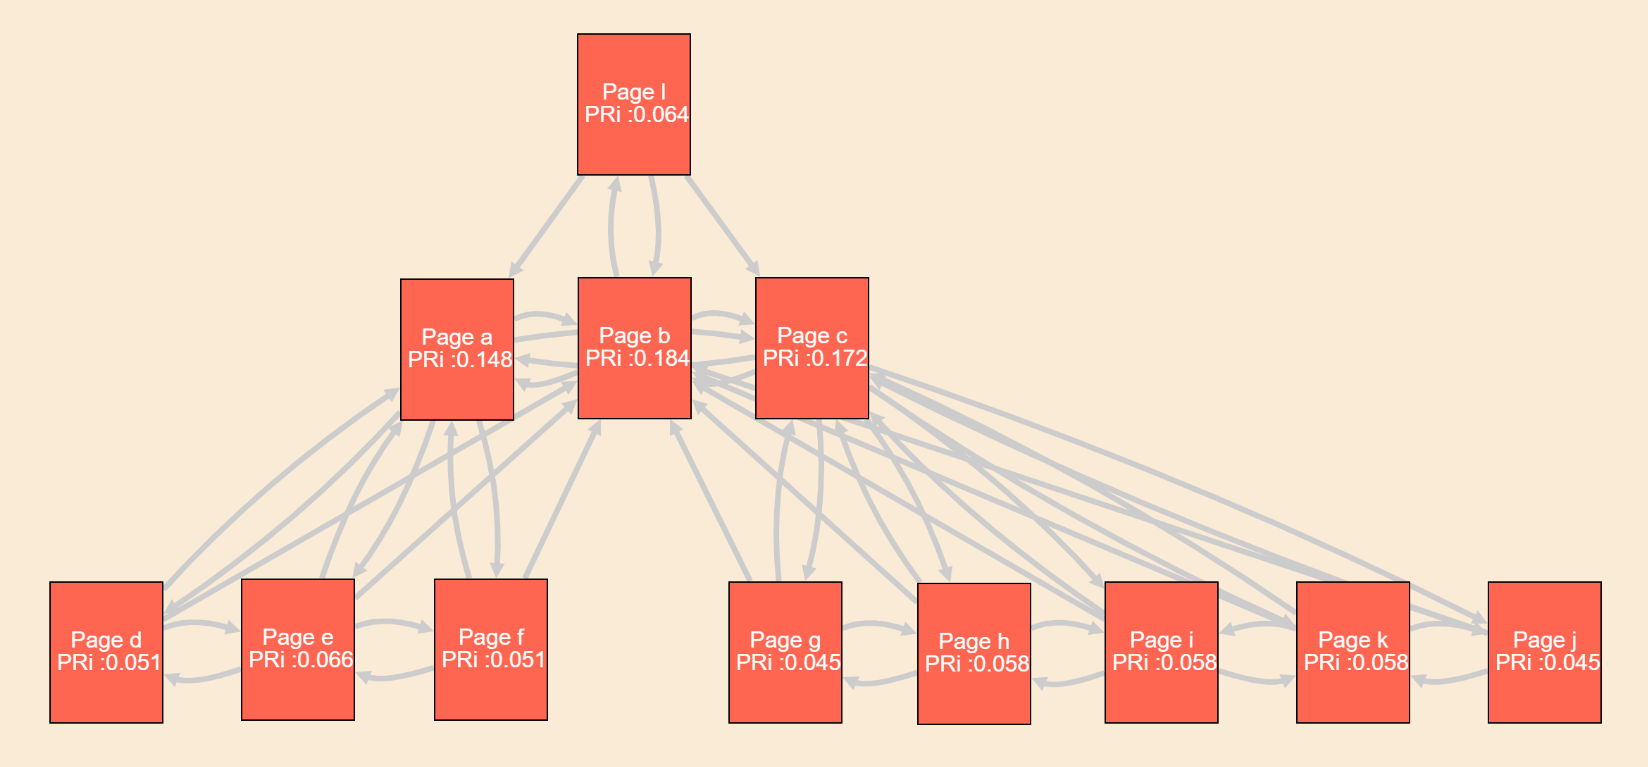 Page l
PRi :0.064
Page a
PRi :0.148
Page b
PRi :0.184
Page c
PRi :0.172
Page d
PRi :0.051
Page e
PRi :0.066
Page f
PRi :0.051
Page g
PRi :0.045
Page h
PRi :0.058
Page i
PRi :0.058
Page k
PRi :0.058
Page j
PRi :0.045